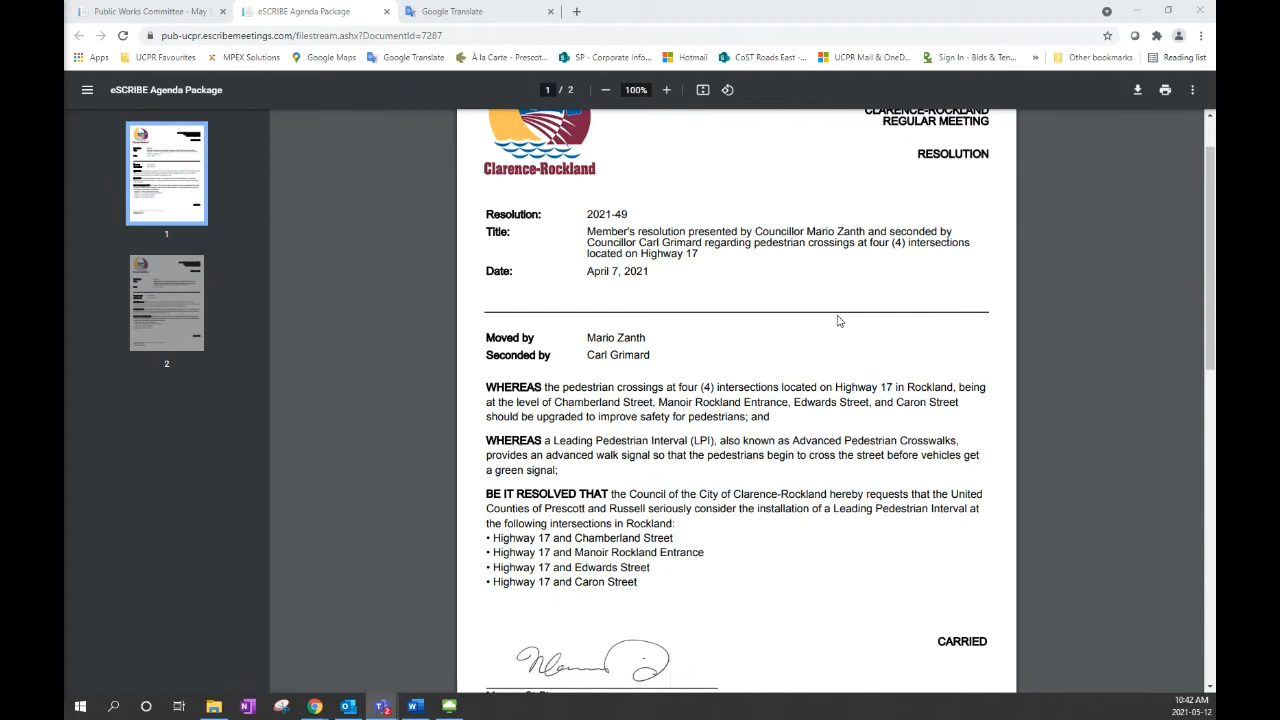 Public Works Committee - May 1
eSCRIBE Agenda Package
Google Translate
pub-ucpr.escribemeetings.com/filestream.ashx?DocumentId=7287
Apps
UCPR Favourites
MPEX Solutions
Google Maps
Google Translate
À la Carte - Prescot...
SP - Corporate Info...
Hotmail
CoST Roads East -...
UCPR Mail & OneD...
Sign In - Bids & Ten...
»
Other bookmarks
Reading list
eSCRIBE Agenda Package
1 / 2
100%
1
2
CLARENCE-ROCKLAND
REGULAR MEETING
RESOLUTION
Clarence-Rockland
Resolution: 2021-49
Title: Member's resolution presented by Councillor Mario Zanth and seconded by
Councillor Carl Grimard regarding pedestrian crossings at four (4) intersections
located on Highway 17
Date: April 7, 2021
Moved by Mario Zanth
Seconded by Carl Grimard
WHEREAS the pedestrian crossings at four (4) intersections located on Highway 17 in Rockland, being
at the level of Chamberland Street, Manoir Rockland Entrance, Edwards Street, and Caron Street
should be upgraded to improve safety for pedestrians; and
WHEREAS a Leading Pedestrian Interval (LPI), also known as Advanced Pedestrian Crosswalks,
provides an advanced walk signal so that the pedestrians begin to cross the street before vehicles get
a green signal;
BE IT RESOLVED THAT the Council of the City of Clarence-Rockland hereby requests that the United
Counties of Prescott and Russell seriously consider the installation of a Leading Pedestrian Interval at
the following intersections in Rockland:
• Highway 17 and Chamberland Street
• Highway 17 and Manoir Rockland Entrance
• Highway 17 and Edwards Street
• Highway 17 and Caron Street
CARRIED
10:42 AM
2021-05-12